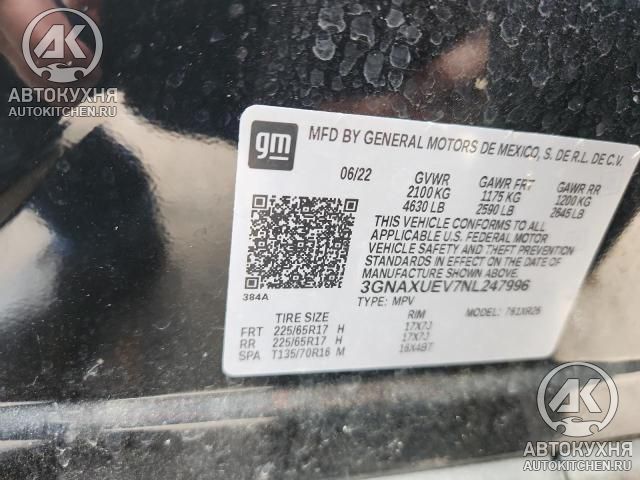 AK
АВТОКУХНЯ
AUTOKITCHEN.RU
gm
MFD BY GENERAL MOTORS DE MEXICO, S. DE R.L. DE C.V.
06/22 GVWR GAWR FRT GAWR RR
2100 KG 1175 KG 1200 KG
4630 LB 2590 LB 2645 LB
THIS VEHICLE CONFORMS TO ALL
APPLICABLE U.S. FEDERAL MOTOR
VEHICLE SAFETY AND THEFT PREVENTION
STANDARDS IN EFFECT ON THE DATE OF
MANUFACTURE SHOWN ABOVE.
3GNAXUEV7NL247996
TYPE: MPV MODEL: 761XR26
384A
TIRE SIZE RIM
FRT 225/65R17 H 17X7J
RR 225/65R17 H 17X7J
SPA T135/70R16 M 16X4BT
AK
АВТОКУХНЯ
AUTOKITCHEN.RU